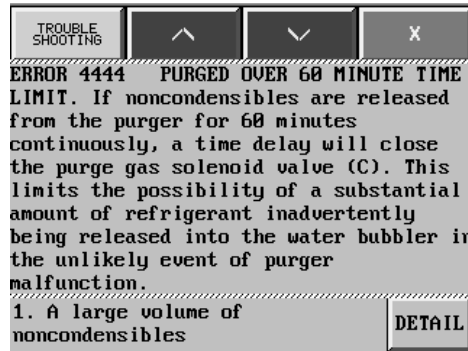 TROUBLE
SHOOTING
X
ERROR 4444 PURGED OVER 60 MINUTE TIME
LIMIT. If noncondensibles are released
from the purger for 60 minutes
continuously, a time delay will close
the purge gas solenoid valve (C). This
limits the possibility of a substantial
amount of refrigerant inadvertently
being released into the water bubbler in
the unlikely event of purger
malfunction.
1. A large volume of
noncondensibles
DETAIL